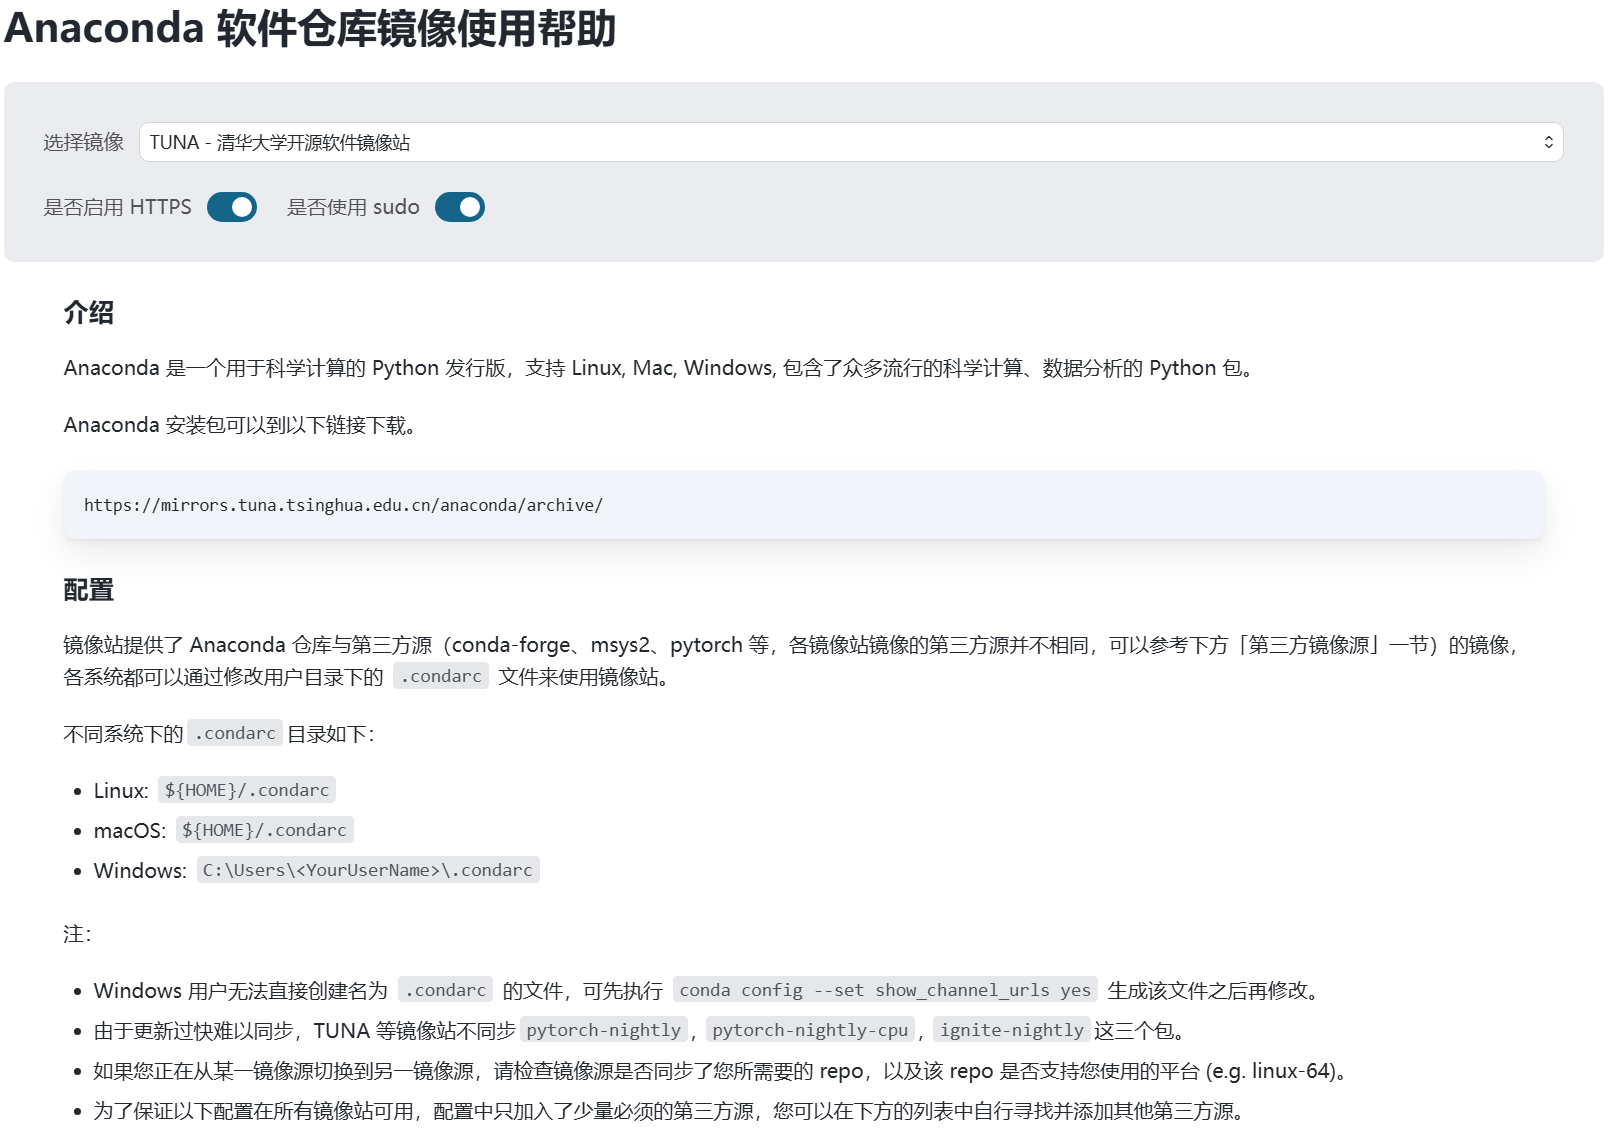 Anaconda 软件仓库镜像使用帮助
选择镜像 TUNA - 清华大学开源软件镜像站
是否启用 HTTPS 是否使用 sudo
介绍
Anaconda 是一个用于科学计算的 Python 发行版，支持 Linux, Mac, Windows, 包含了众多流行的科学计算、数据分析的 Python 包。
Anaconda 安装包可以到以下链接下载。
https://mirrors.tuna.tsinghua.edu.cn/anaconda/archive/
配置
镜像站提供了 Anaconda 仓库与第三方源（conda-forge、msys2、pytorch 等，各镜像站镜像的第三方源并不相同，可以参考下方「第三方镜像源」一节）的镜像，
各系统都可以通过修改用户目录下的 .condarc 文件来使用镜像站。
不同系统下的 .condarc 目录如下：
• Linux: ${HOME}/.condarc
• macOS: ${HOME}/.condarc
• Windows: C:\Users\<YourUserName>\.condarc
注：
• Windows 用户无法直接创建名为 .condarc 的文件，可先执行 conda config --set show_channel_urls yes 生成该文件之后再修改。
• 由于更新过快难以同步，TUNA 等镜像站不同步 pytorch-nightly, pytorch-nightly-cpu, ignite-nightly 这三个包。
• 如果您正在从某一镜像源切换到另一镜像源，请检查镜像源是否同步了您所需要的 repo，以及该 repo 是否支持您使用的平台 (e.g. linux-64)。
• 为了保证以下配置在所有镜像站可用，配置中只加入了少量必须的第三方源，您可以在下方的列表中自行寻找并添加其他第三方源。